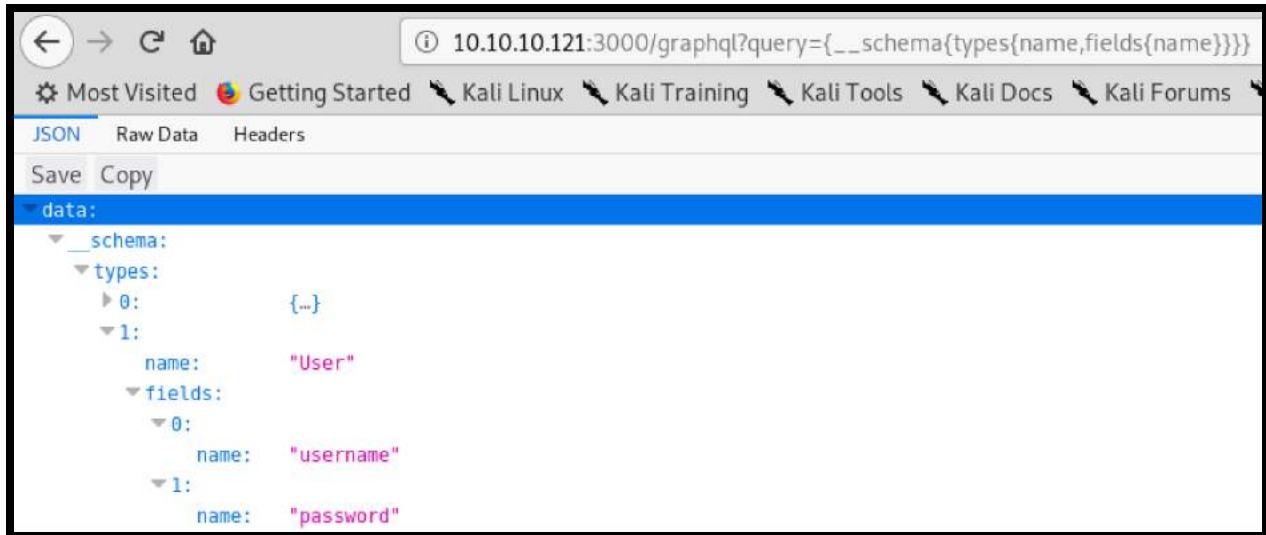 10.10.10.121:3000/graphql?query={__schema{types{name,fields{name}}}}
Most Visited Getting Started Kali Linux Kali Training Kali Tools Kali Docs Kali Forums
JSON Raw Data Headers
Save Copy
data:
__schema:
types:
0: {…}
1:
name: "User"
fields:
0:
name: "username"
1:
name: "password"